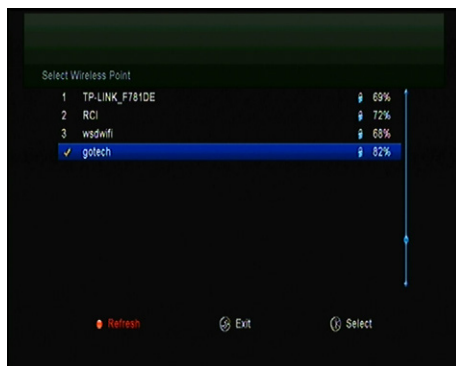 Select Wireless Point
1 TP-LINK_F781DE 69%
2 RCI 72%
3 wsdwifi 68%
gotech 82%
Refresh Exit Select